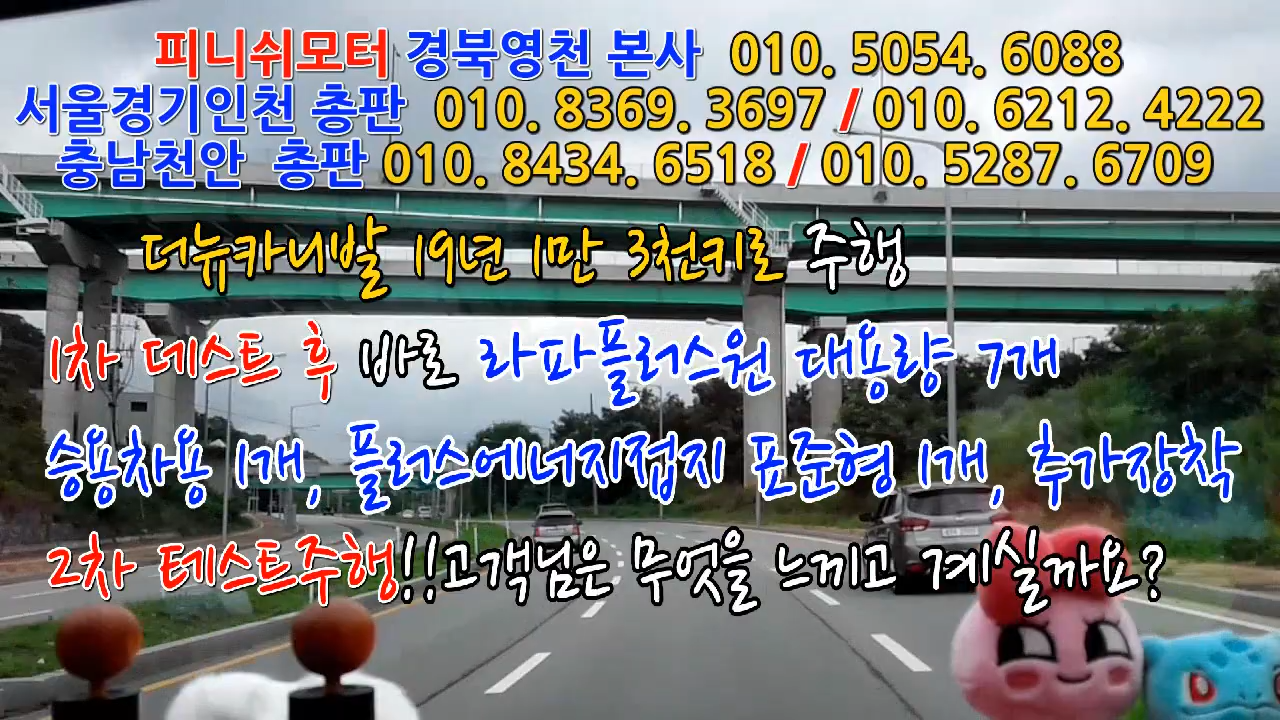 피니쉬모터 경북영천 본사 010. 5054. 6088
서울경기인천 총판 010. 8369. 3697 / 010. 6212. 4222
충남천안 총판 010. 8434. 6518 / 010. 5287. 6709
더뉴카니발 19년 1만 3천키로 주행
1차 테스트 후 바로 라파플러스원 대용량 7개
승용차용 1개, 플러스에너지접지 표준형 1개, 추가장착
2차 테스트주행!!고객님은 무엇을 느끼고 계실까요?